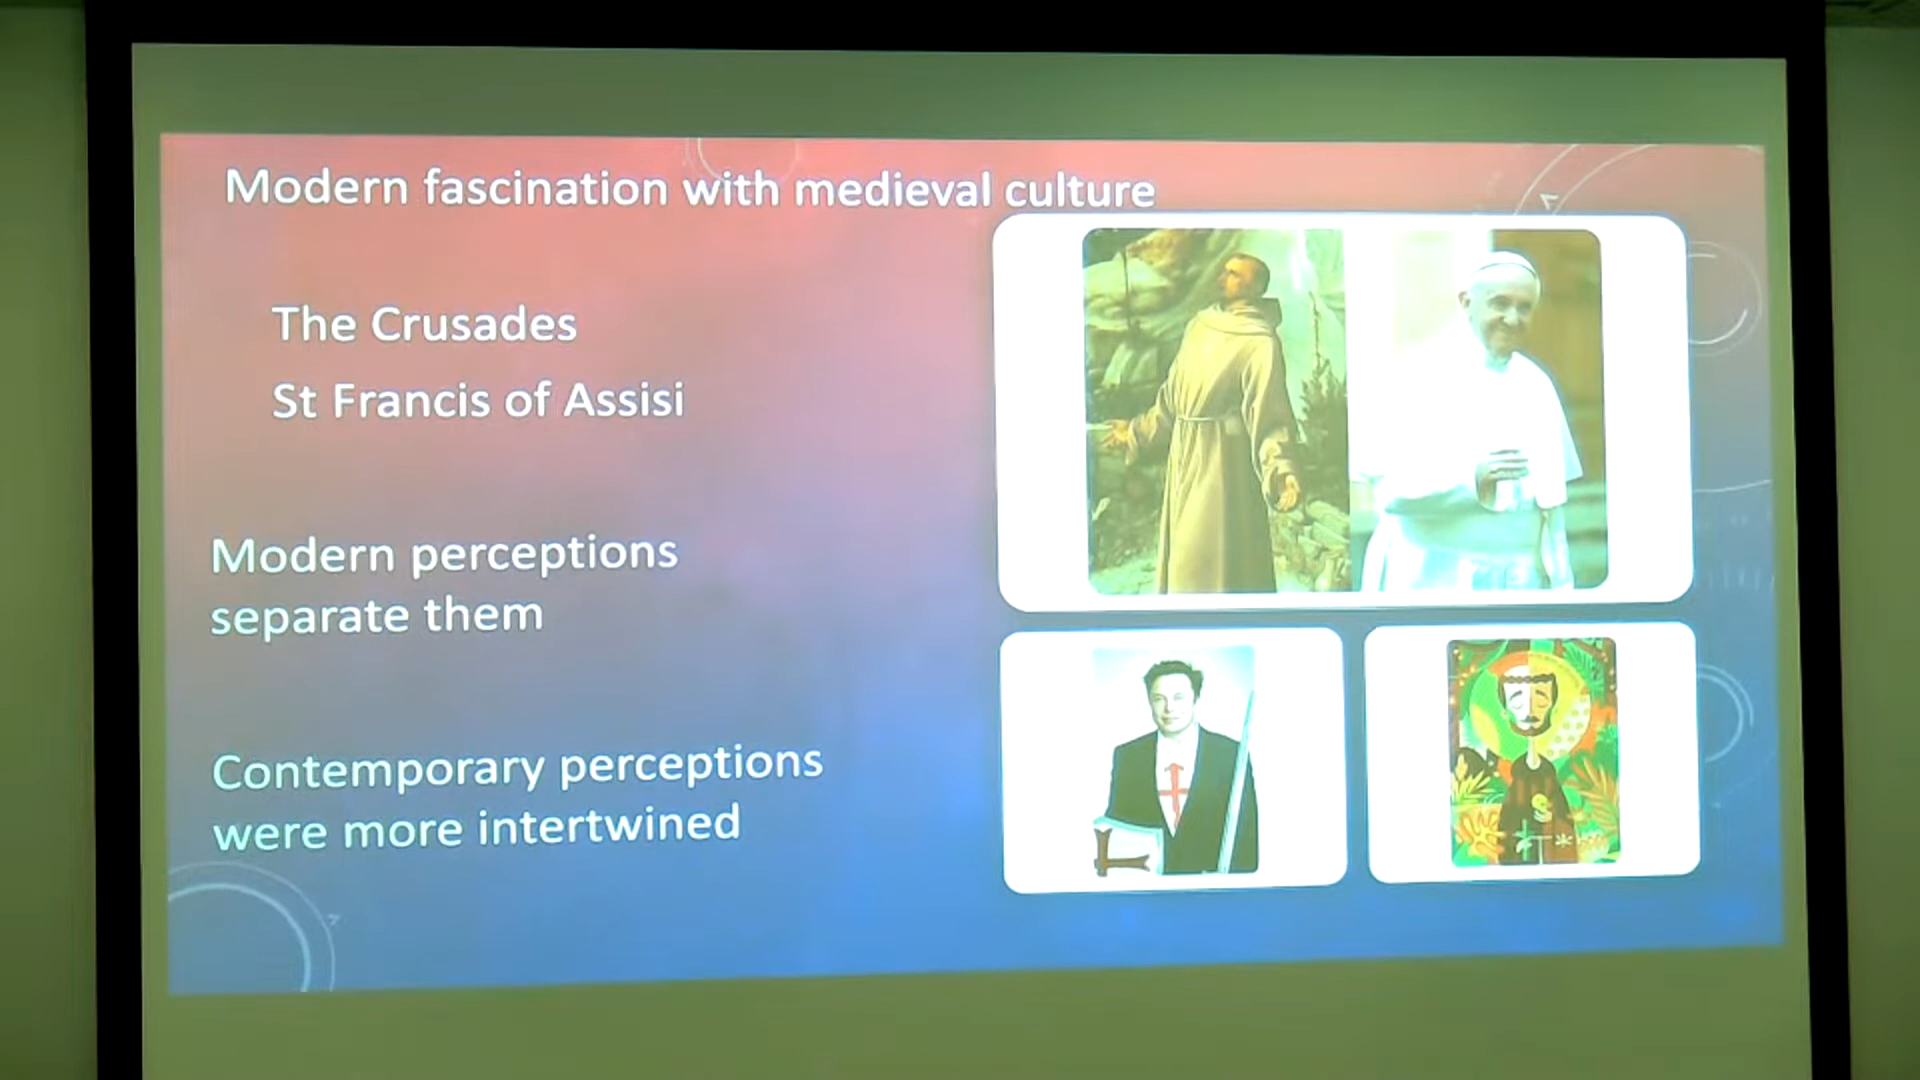 Modern fascination with medieval culture
The Crusades
St Francis of Assisi
Modern perceptions
separate them
Contemporary perceptions
were more intertwined